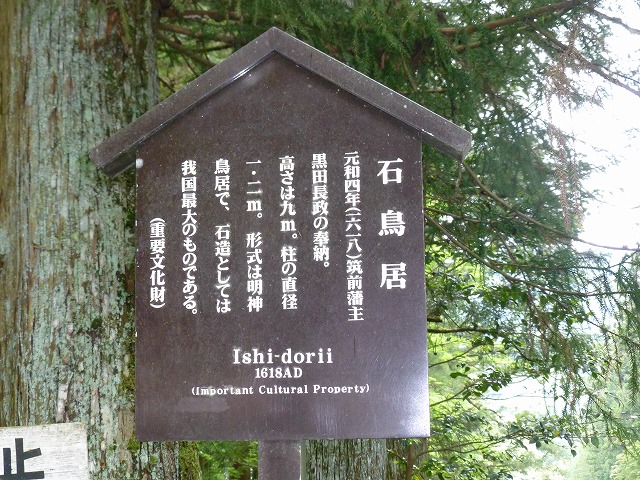 石鳥居
元和四年(一六一八)筑前藩主
黒田長政の奉納。
高さは九m。柱の直径
一・二m。形式は明神
鳥居で、石造としては
我国最大のものである。
(重要文化財)
Ishi-dorii
1618AD
(Important Cultural Property)
止